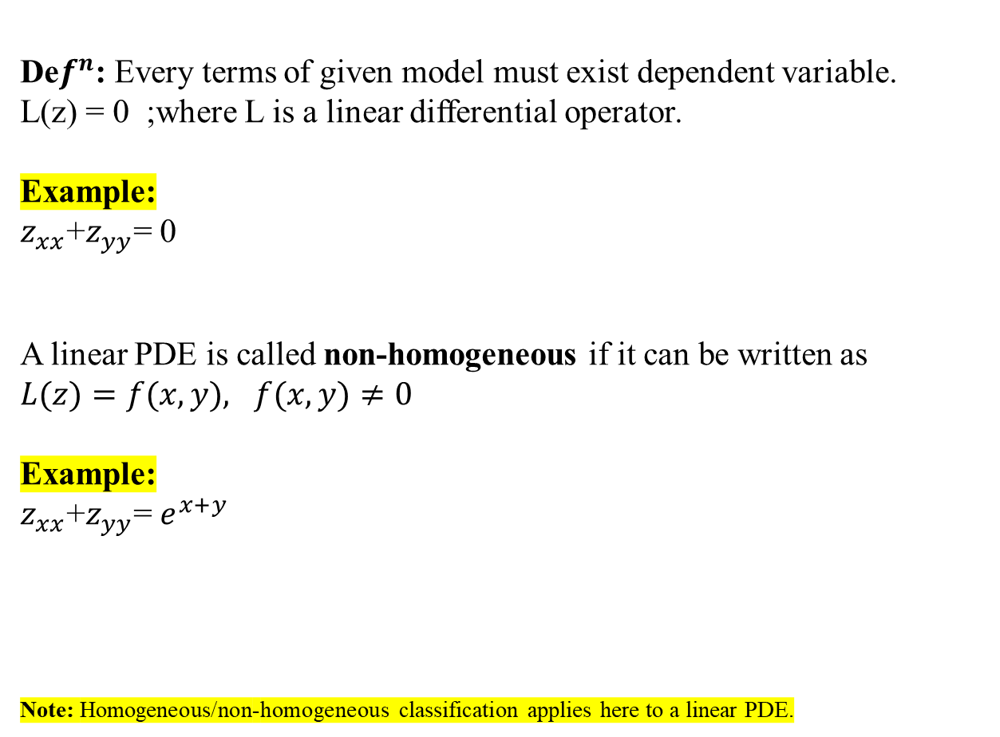 Defⁿ: Every terms of given model must exist dependent variable.
L(z) = 0 ;where L is a linear differential operator.
Example:
z_{xx}+z_{yy}= 0
A linear PDE is called non-homogeneous if it can be written as
L(z) = f(x, y), f(x, y) ≠ 0
Example:
z_{xx}+z_{yy}= e^{x+y}
Note: Homogeneous/non-homogeneous classification applies here to a linear PDE.